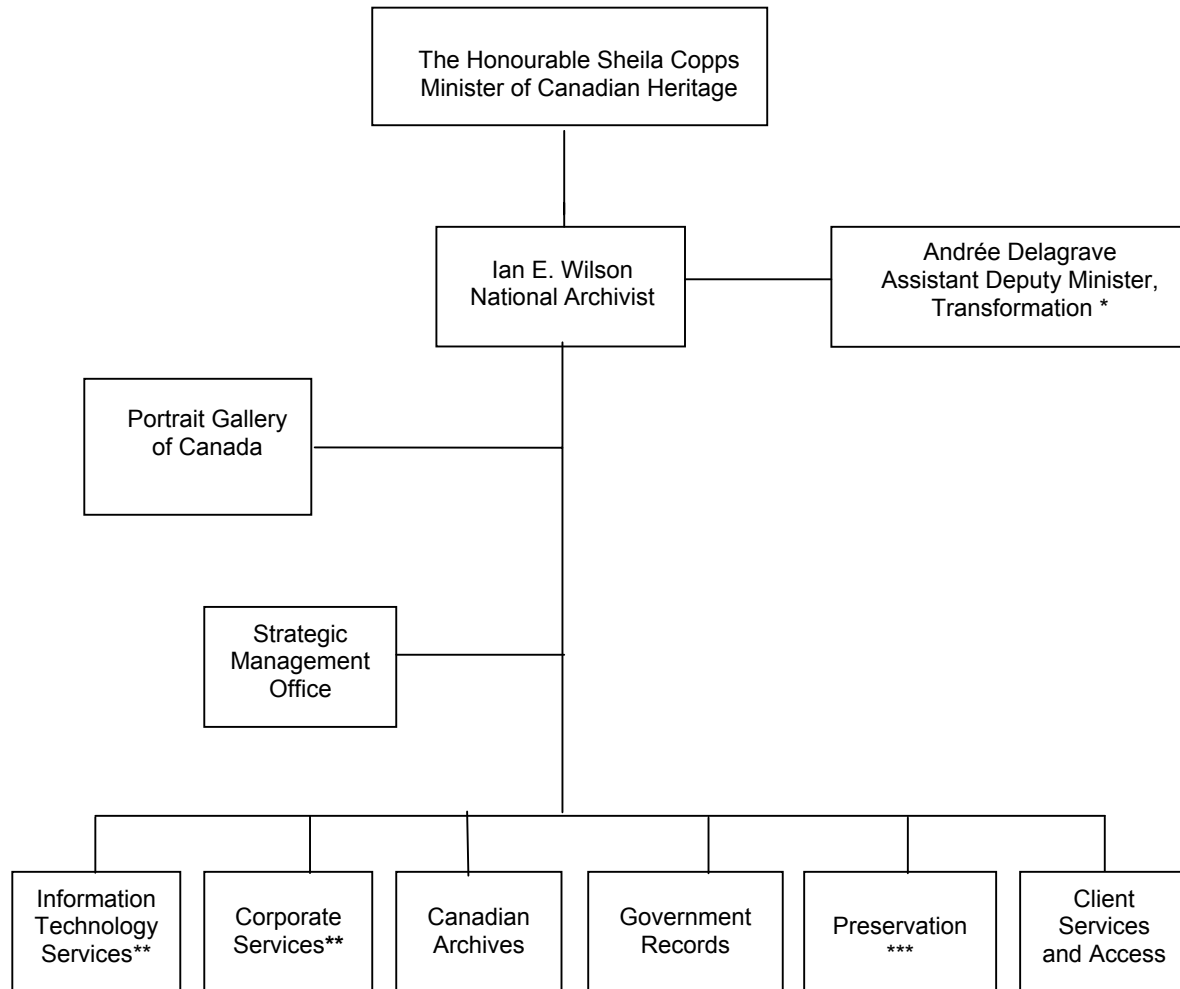 The Honourable Sheila Copps
Minister of Canadian Heritage
Ian E. Wilson
National Archivist
Andrée Delagrave
Assistant Deputy Minister,
Transformation *
Portrait Gallery
of Canada
Strategic
Management
Office
Information
Technology
Services**
Corporate
Services**
Canadian
Archives
Government
Records
Preservation
***
Client
Services
and Access